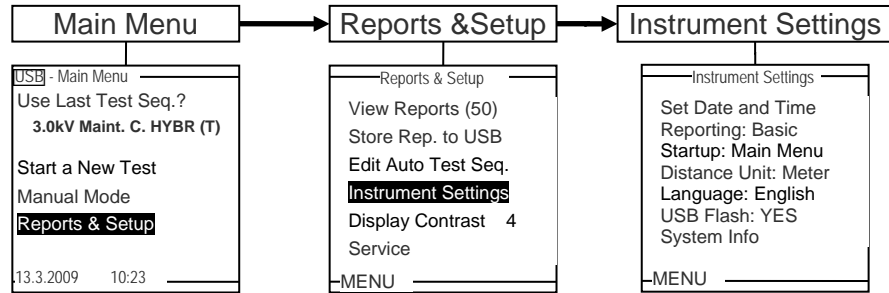 Main Menu
Reports &Setup
Instrument Settings
USB - Main Menu
Use Last Test Seq.?
3.0kV Maint. C. HYBR (T)
Start a New Test
Manual Mode
Reports & Setup
13.3.2009 10:23
Reports & Setup
View Reports (50)
Store Rep. to USB
Edit Auto Test Seq.
Instrument Settings
Display Contrast 4
Service
MENU
Instrument Settings
Set Date and Time
Reporting: Basic
Startup: Main Menu
Distance Unit: Meter
Language: English
USB Flash: YES
System Info
MENU